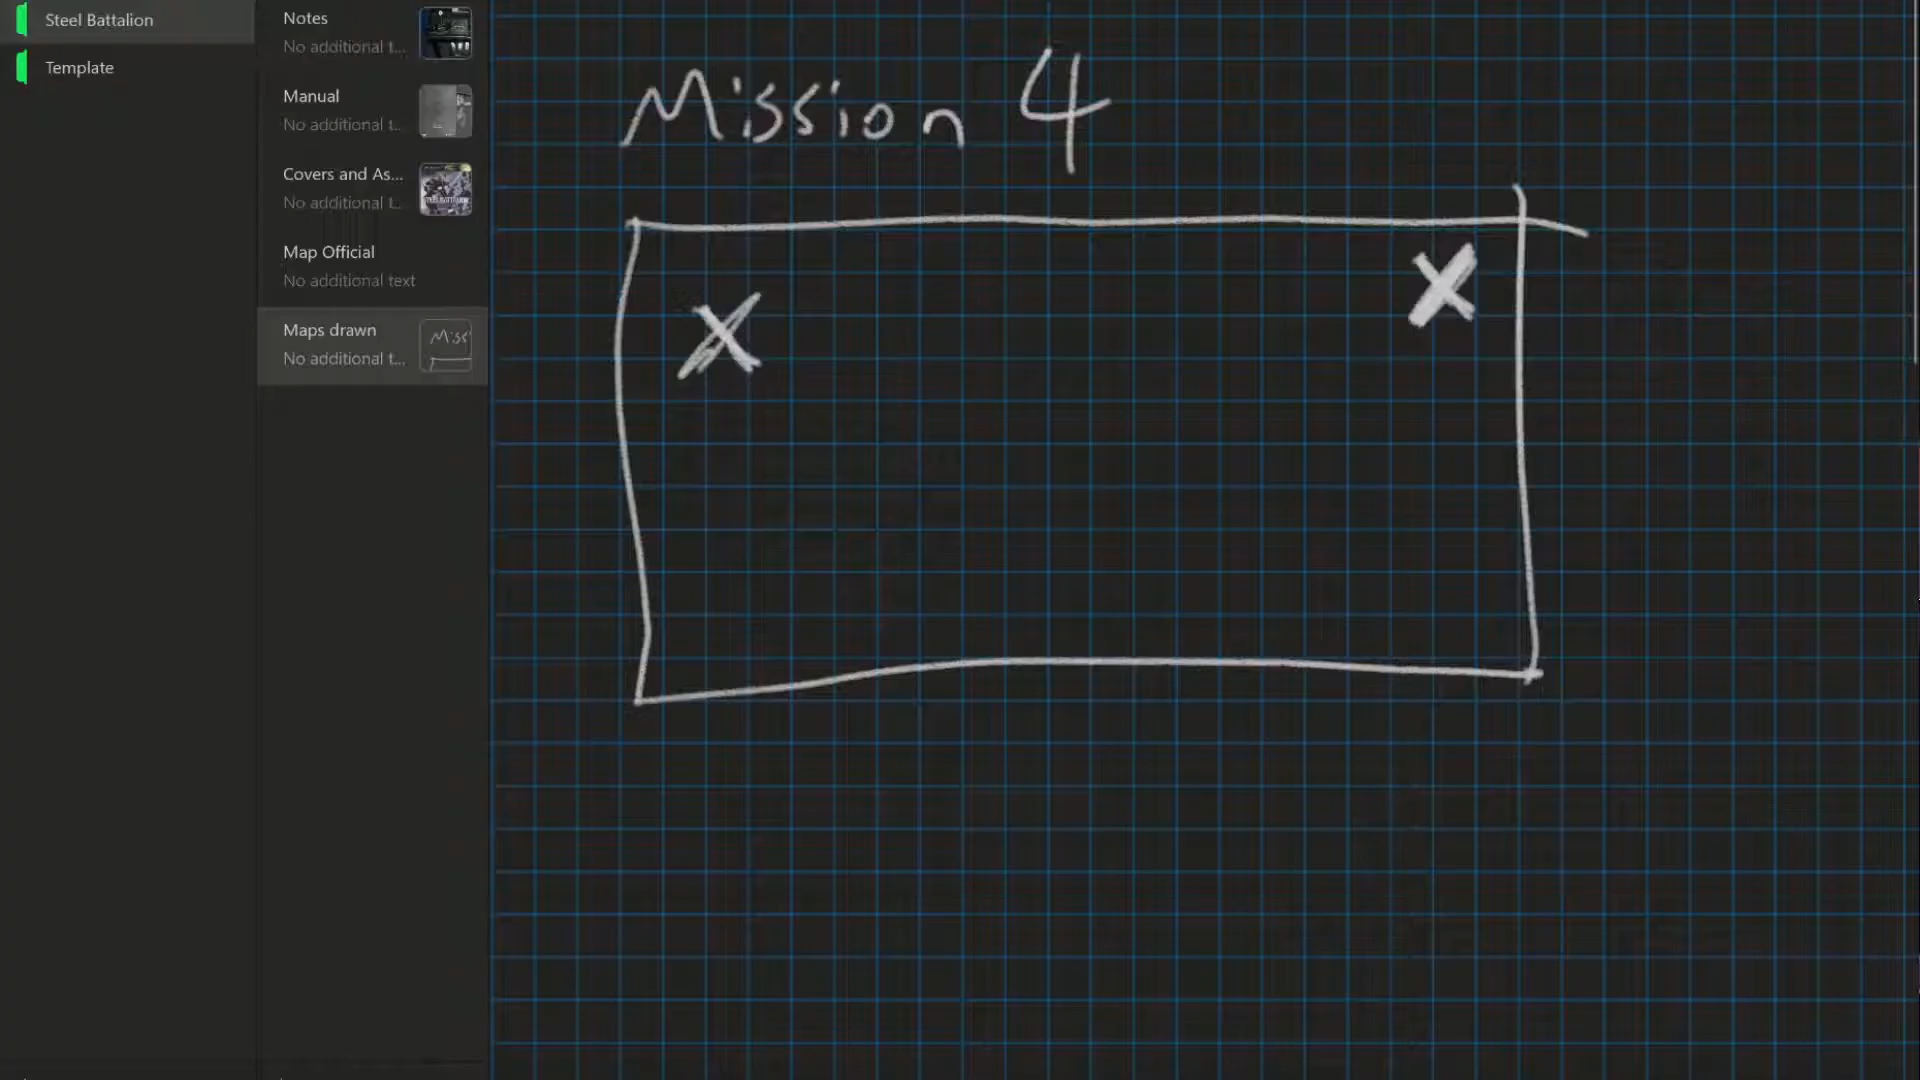 Steel Battalion
Template
Notes
No additional t...
Manual
No additional t...
Covers and As...
No additional t...
Map Official
No additional text
Maps drawn
No additional t...
Mission 4
X
X